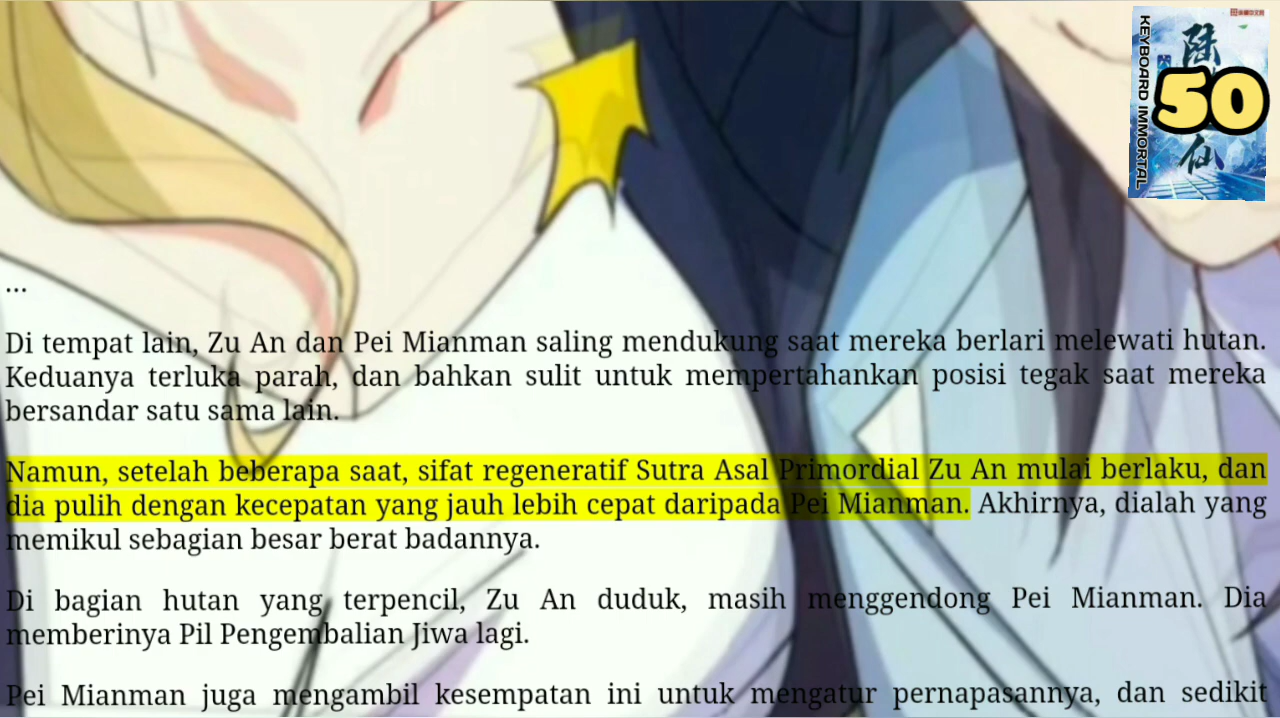 KEYBOARD IMMORTAL
陆
仙
50
...
Di tempat lain, Zu An dan Pei Mianman saling mendukung saat mereka berlari melewati hutan.
Keduanya terluka parah, dan bahkan sulit untuk mempertahankan posisi tegak saat mereka
bersandar satu sama lain.
Namun, setelah beberapa saat, sifat regeneratif Sutra Asal Primordial Zu An mulai berlaku, dan
dia pulih dengan kecepatan yang jauh lebih cepat daripada Pei Mianman. Akhirnya, dialah yang
memikul sebagian besar berat badannya.
Di bagian hutan yang terpencil, Zu An duduk, masih menggendong Pei Mianman. Dia
memberinya Pil Pengembalian Jiwa lagi.
Pei Mianman juga mengambil kesempatan ini untuk mengatur pernapasannya, dan sedikit